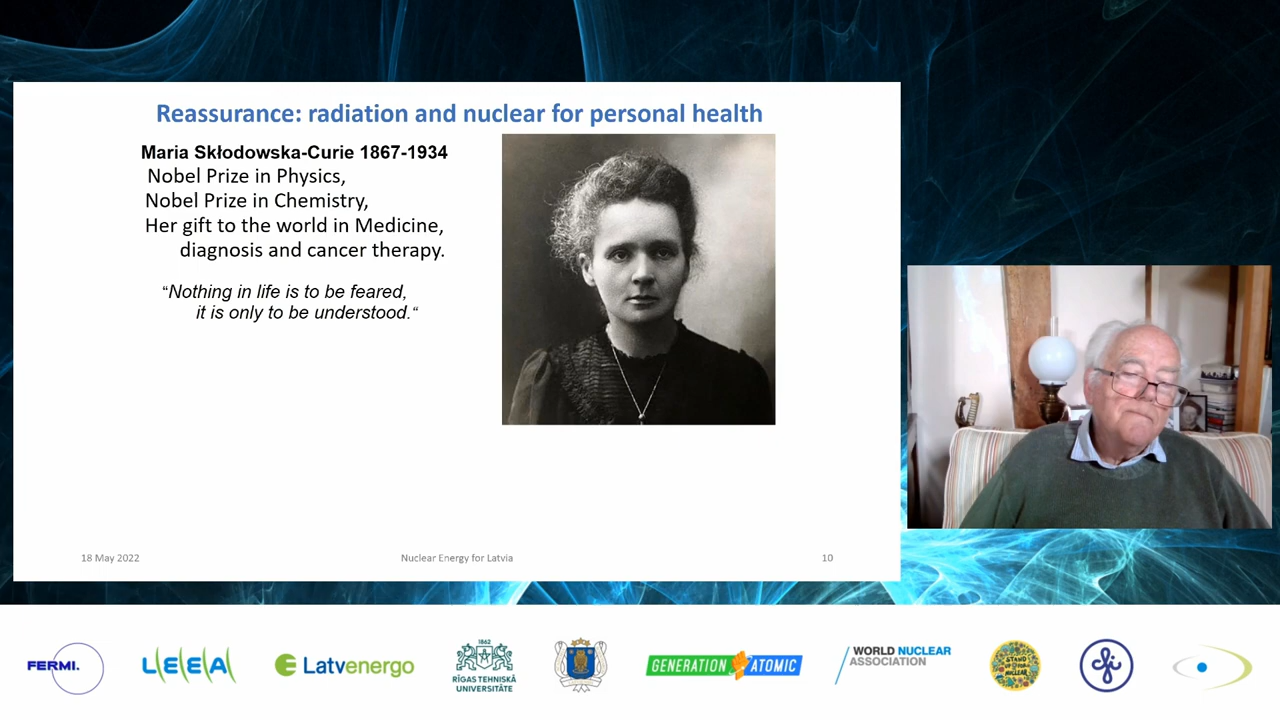 Reassurance: radiation and nuclear for personal health
Maria Skłodowska-Curie 1867-1934
Nobel Prize in Physics,
Nobel Prize in Chemistry,
Her gift to the world in Medicine,
diagnosis and cancer therapy.
“Nothing in life is to be feared,
it is only to be understood.“
18 May 2022
Nuclear Energy for Latvia
10
FERMI.
LEEA
Latvenergo
1862
RĪGAS TEHNISKĀ
UNIVERSITĀTE
GENERATION ATOMIC
WORLD NUCLEAR
ASSOCIATION
STAND
NUCLEAR